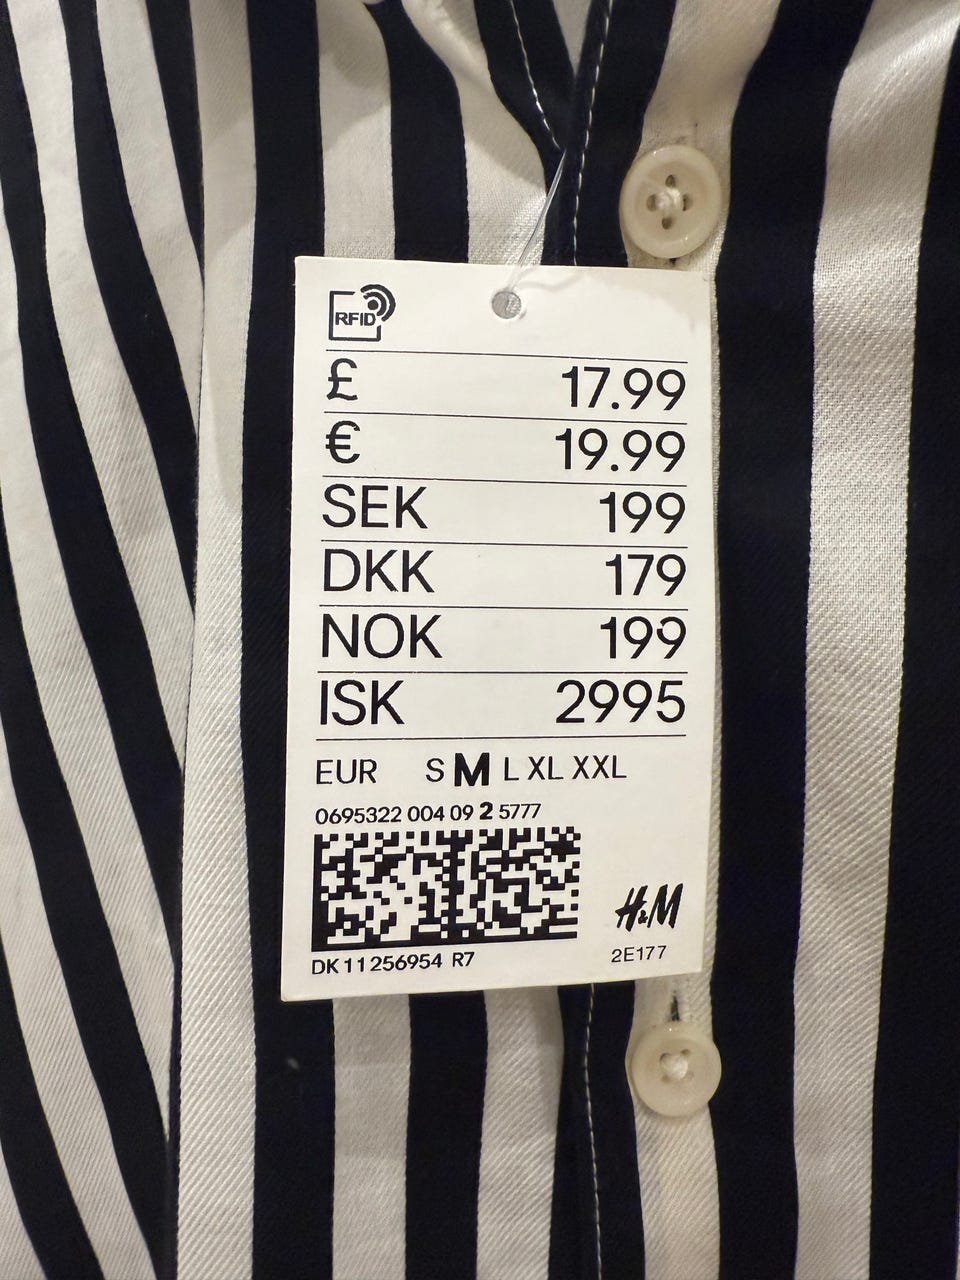 RFID
£ 17.99
€ 19.99
SEK 199
DKK 179
NOK 199
ISK 2995
EUR S M L XL XXL
0695322 004 09 2 5777
H&M
DK 11256954 R7
2E177